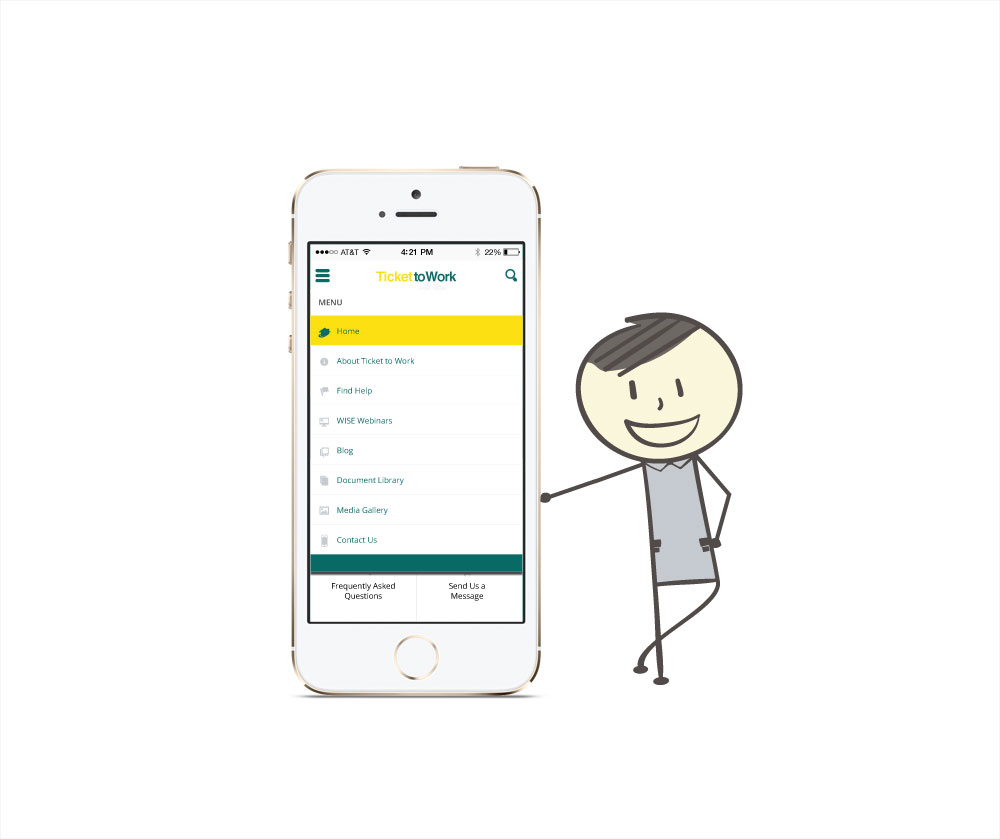 AT&T 4:21 PM 22%
TickettoWork
MENU
Home
About Ticket to Work
Find Help
WISE Webinars
Blog
Document Library
Media Gallery
Contact Us
Frequently Asked
Questions
Send Us a
Message